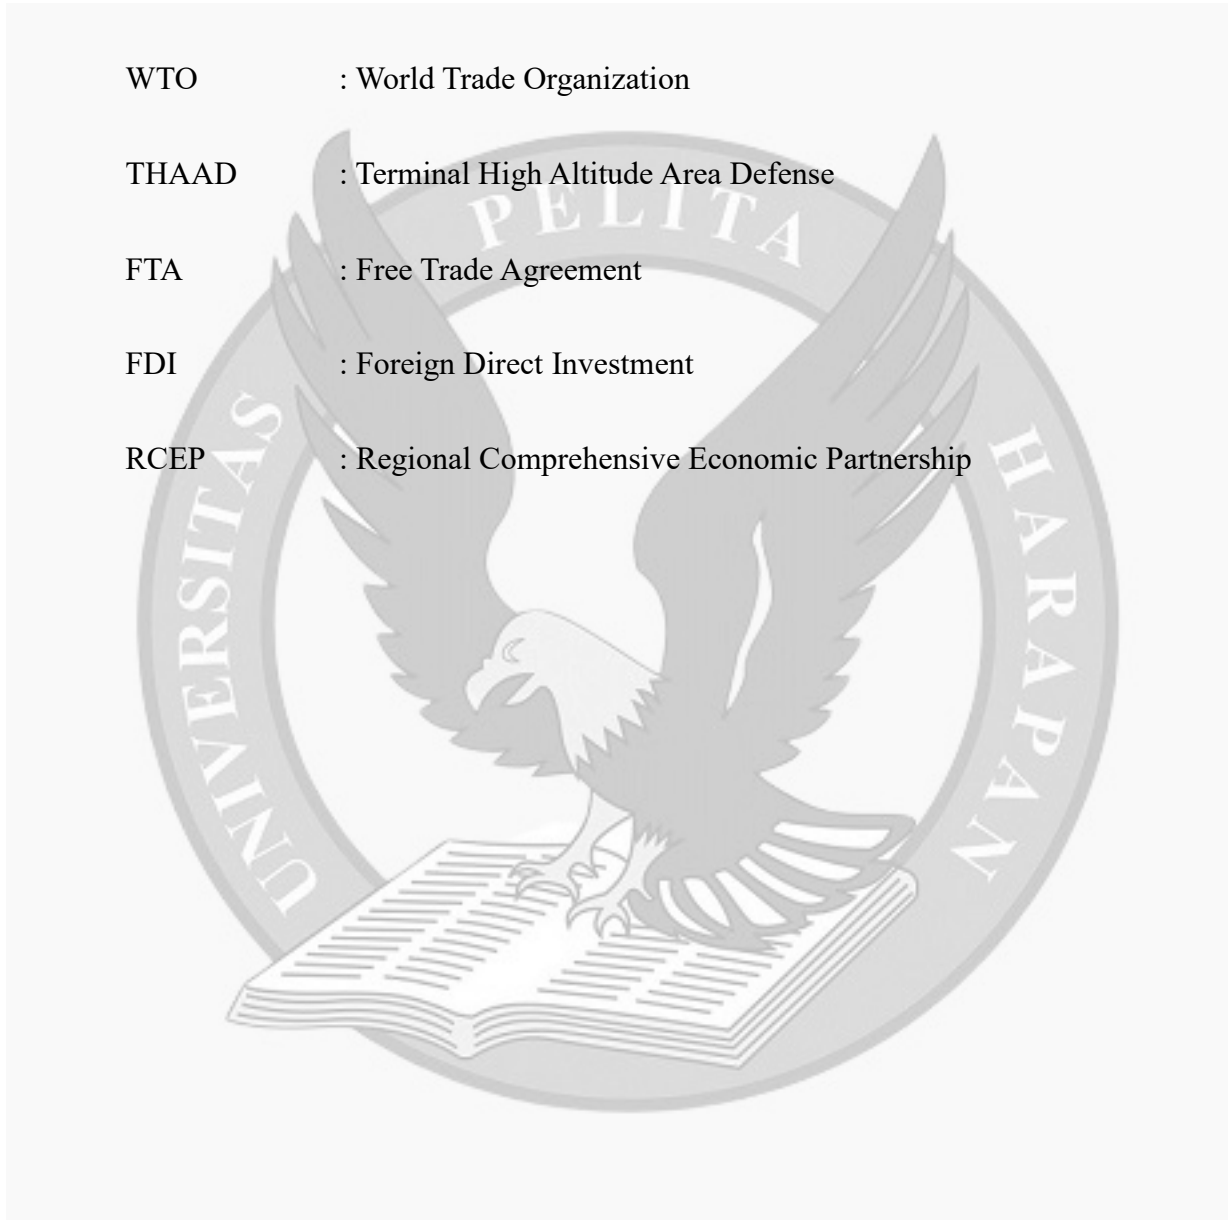 WTO : World Trade Organization
THAAD : Terminal High Altitude Area Defense
FTA : Free Trade Agreement
FDI : Foreign Direct Investment
RCEP : Regional Comprehensive Economic Partnership
UNIVERSITAS PELITA HARAPAN